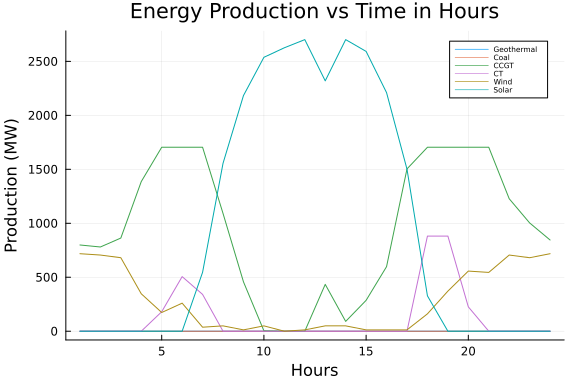 Energy Production vs Time in Hours
Production (MW)
2500
2000
1500
1000
500
0
5
10
15
20
Hours
Geothermal
Coal
CCGT
CT
Wind
Solar